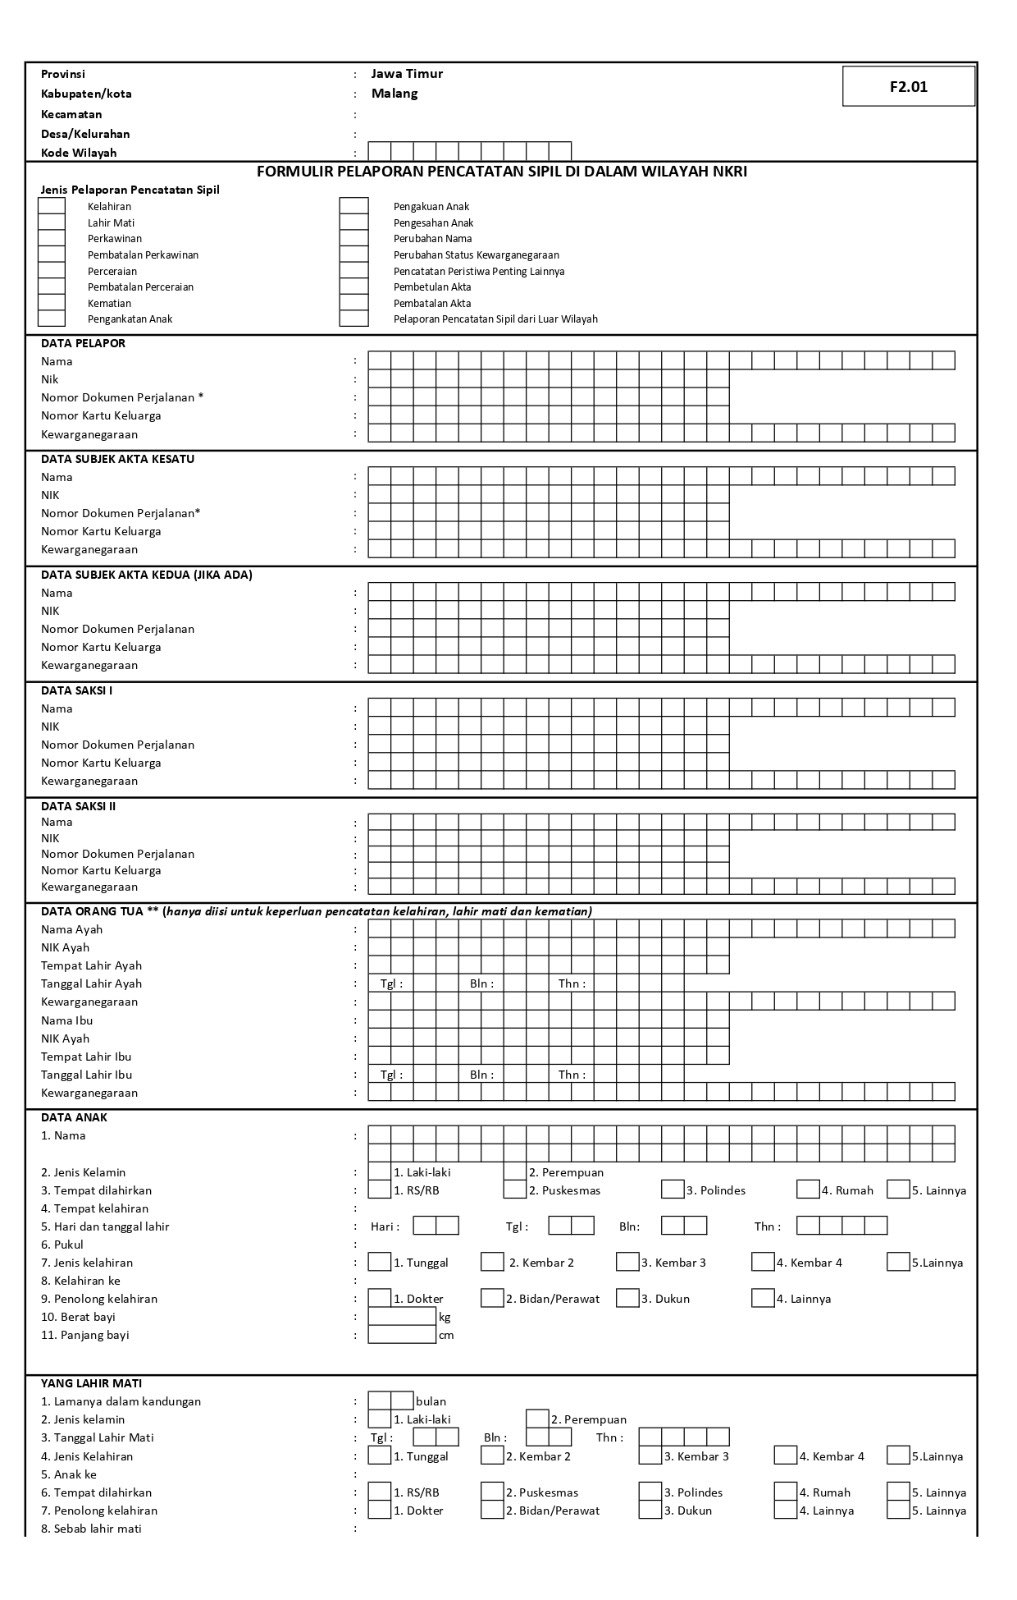 Provinsi : Jawa Timur
F2.01
Kabupaten/kota : Malang
Kecamatan :
Desa/Kelurahan :
Kode Wilayah :
FORMULIR PELAPORAN PENCATATAN SIPIL DI DALAM WILAYAH NKRI
Jenis Pelaporan Pencatatan Sipil
Kelahiran Pengakuan Anak
Lahir Mati Pengesahan Anak
Perkawinan Perubahan Nama
Pembatalan Perkawinan Perubahan Status Kewarganegaraan
Perceraian Pencatatan Peristiwa Penting Lainnya
Pembatalan Perceraian Pembetulan Akta
Kematian Pembatalan Akta
Pengankatan Anak Pelaporan Pencatatan Sipil dari Luar Wilayah
DATA PELAPOR
Nama :
Nik :
Nomor Dokumen Perjalanan * :
Nomor Kartu Keluarga :
Kewarganegaraan :
DATA SUBJEK AKTA KESATU
Nama :
NIK :
Nomor Dokumen Perjalanan* :
Nomor Kartu Keluarga :
Kewarganegaraan :
DATA SUBJEK AKTA KEDUA (JIKA ADA)
Nama :
NIK :
Nomor Dokumen Perjalanan :
Nomor Kartu Keluarga :
Kewarganegaraan :
DATA SAKSI I
Nama :
NIK :
Nomor Dokumen Perjalanan :
Nomor Kartu Keluarga :
Kewarganegaraan :
DATA SAKSI II
Nama :
NIK :
Nomor Dokumen Perjalanan :
Nomor Kartu Keluarga :
Kewarganegaraan :
DATA ORANG TUA ** (hanya diisi untuk keperluan pencatatan kelahiran, lahir mati dan kematian)
Nama Ayah :
NIK Ayah :
Tempat Lahir Ayah :
Tanggal Lahir Ayah : Tgl : Bln : Thn :
Kewarganegaraan :
Nama Ibu :
NIK Ayah :
Tempat Lahir Ibu :
Tanggal Lahir Ibu : Tgl : Bln : Thn :
Kewarganegaraan :
DATA ANAK
1. Nama :
2. Jenis Kelamin : 1. Laki-laki 2. Perempuan
3. Tempat dilahirkan : 1. RS/RB 2. Puskesmas 3. Polindes 4. Rumah 5. Lainnya
4. Tempat kelahiran :
5. Hari dan tanggal lahir : Hari : Tgl : Bln: Thn :
6. Pukul :
7. Jenis kelahiran : 1. Tunggal 2. Kembar 2 3. Kembar 3 4. Kembar 4 5.Lainnya
8. Kelahiran ke :
9. Penolong kelahiran : 1. Dokter 2. Bidan/Perawat 3. Dukun 4. Lainnya
10. Berat bayi : kg
11. Panjang bayi : cm
YANG LAHIR MATI
1. Lamanya dalam kandungan : bulan
2. Jenis kelamin : 1. Laki-laki 2. Perempuan
3. Tanggal Lahir Mati : Tgl : Bln : Thn :
4. Jenis Kelahiran : 1. Tunggal 2. Kembar 2 3. Kembar 3 4. Kembar 4 5.Lainnya
5. Anak ke :
6. Tempat dilahirkan : 1. RS/RB 2. Puskesmas 3. Polindes 4. Rumah 5. Lainnya
7. Penolong kelahiran : 1. Dokter 2. Bidan/Perawat 3. Dukun 4. Lainnya 5. Lainnya
8. Sebab lahir mati :